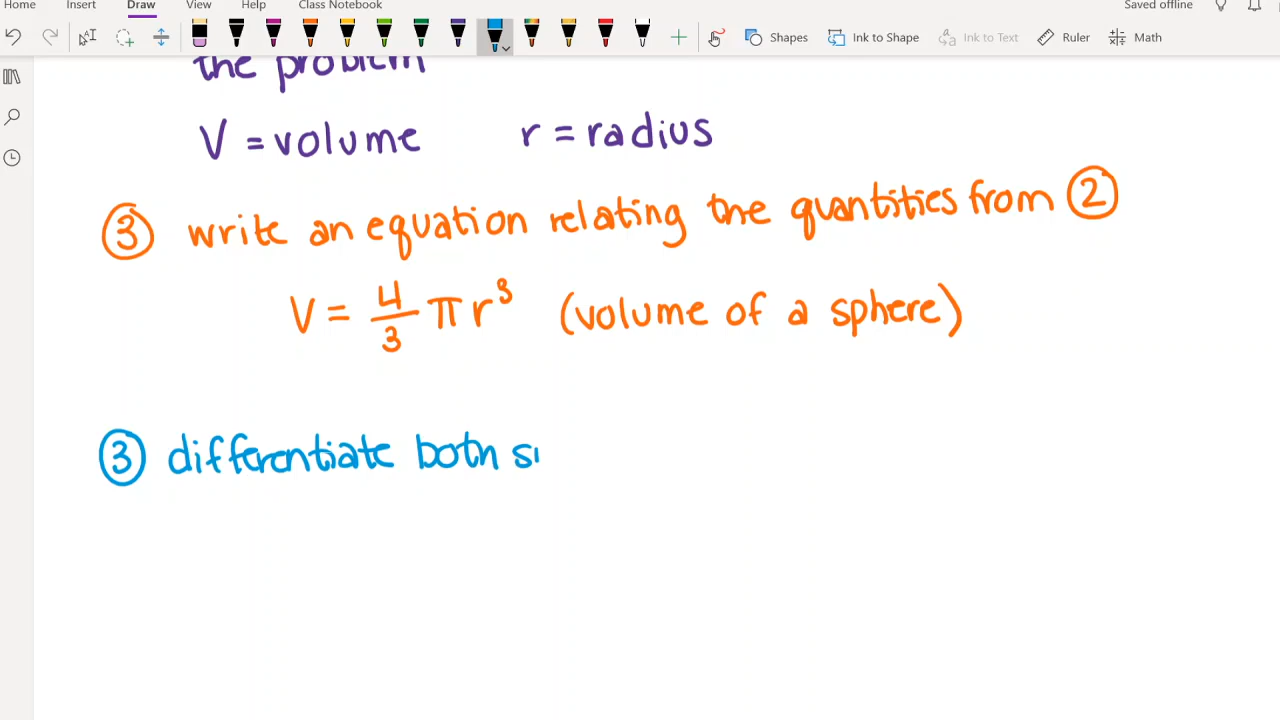 Home Insert Draw View Help Class Notebook Saved offline
Shapes Ink to Shape Ink to Text Ruler Math
the problem
V = volume r = radius
③ write an equation relating the quantities from ②
V = 4/3 πr³ (volume of a sphere)
③ differentiate both si